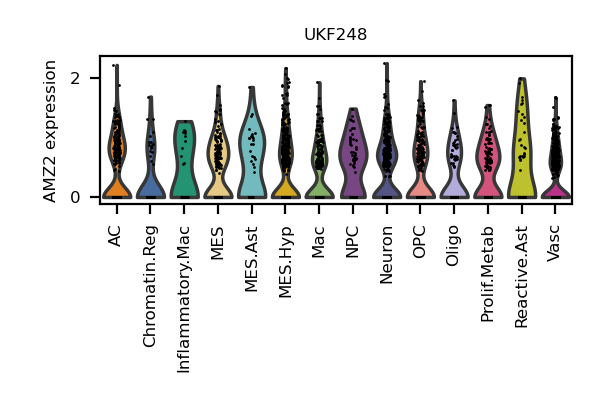 UKF248
AMZ2 expression
2
0
AC
Chromatin.Reg
Inflammatory.Mac
MES
MES.Ast
MES.Hyp
Mac
NPC
Neuron
OPC
Oligo
Prolif.Metab
Reactive.Ast
Vasc